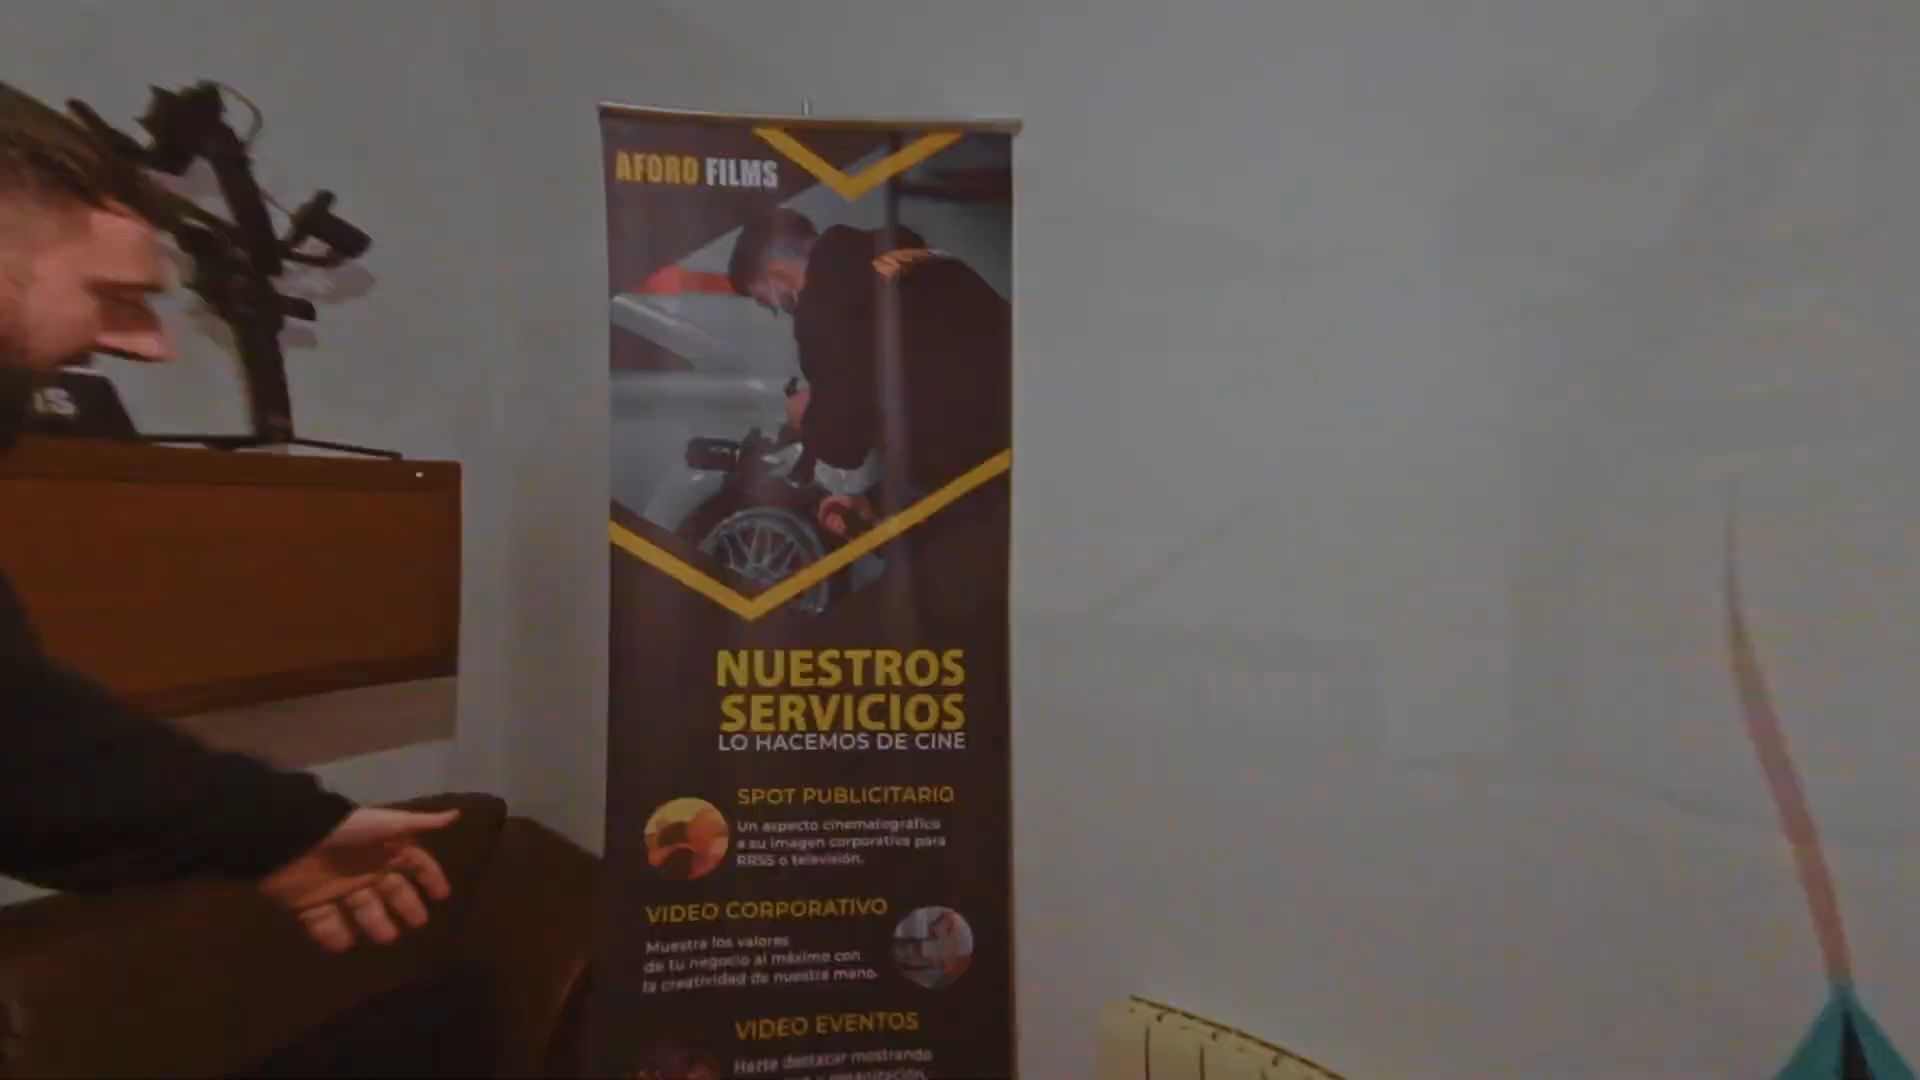 AFORO FILMS
NUESTROS
SERVICIOS
LO HACEMOS DE CINE
SPOT PUBLICITARIO
Un aspecto cinematográfico
a su imagen corporativa para
RRSS o televisión.
VIDEO CORPORATIVO
Muestra los valores
de tu negocio al máximo con
la creatividad de nuestra mano.
VIDEO EVENTOS
Hazte destacar mostrando
organización.